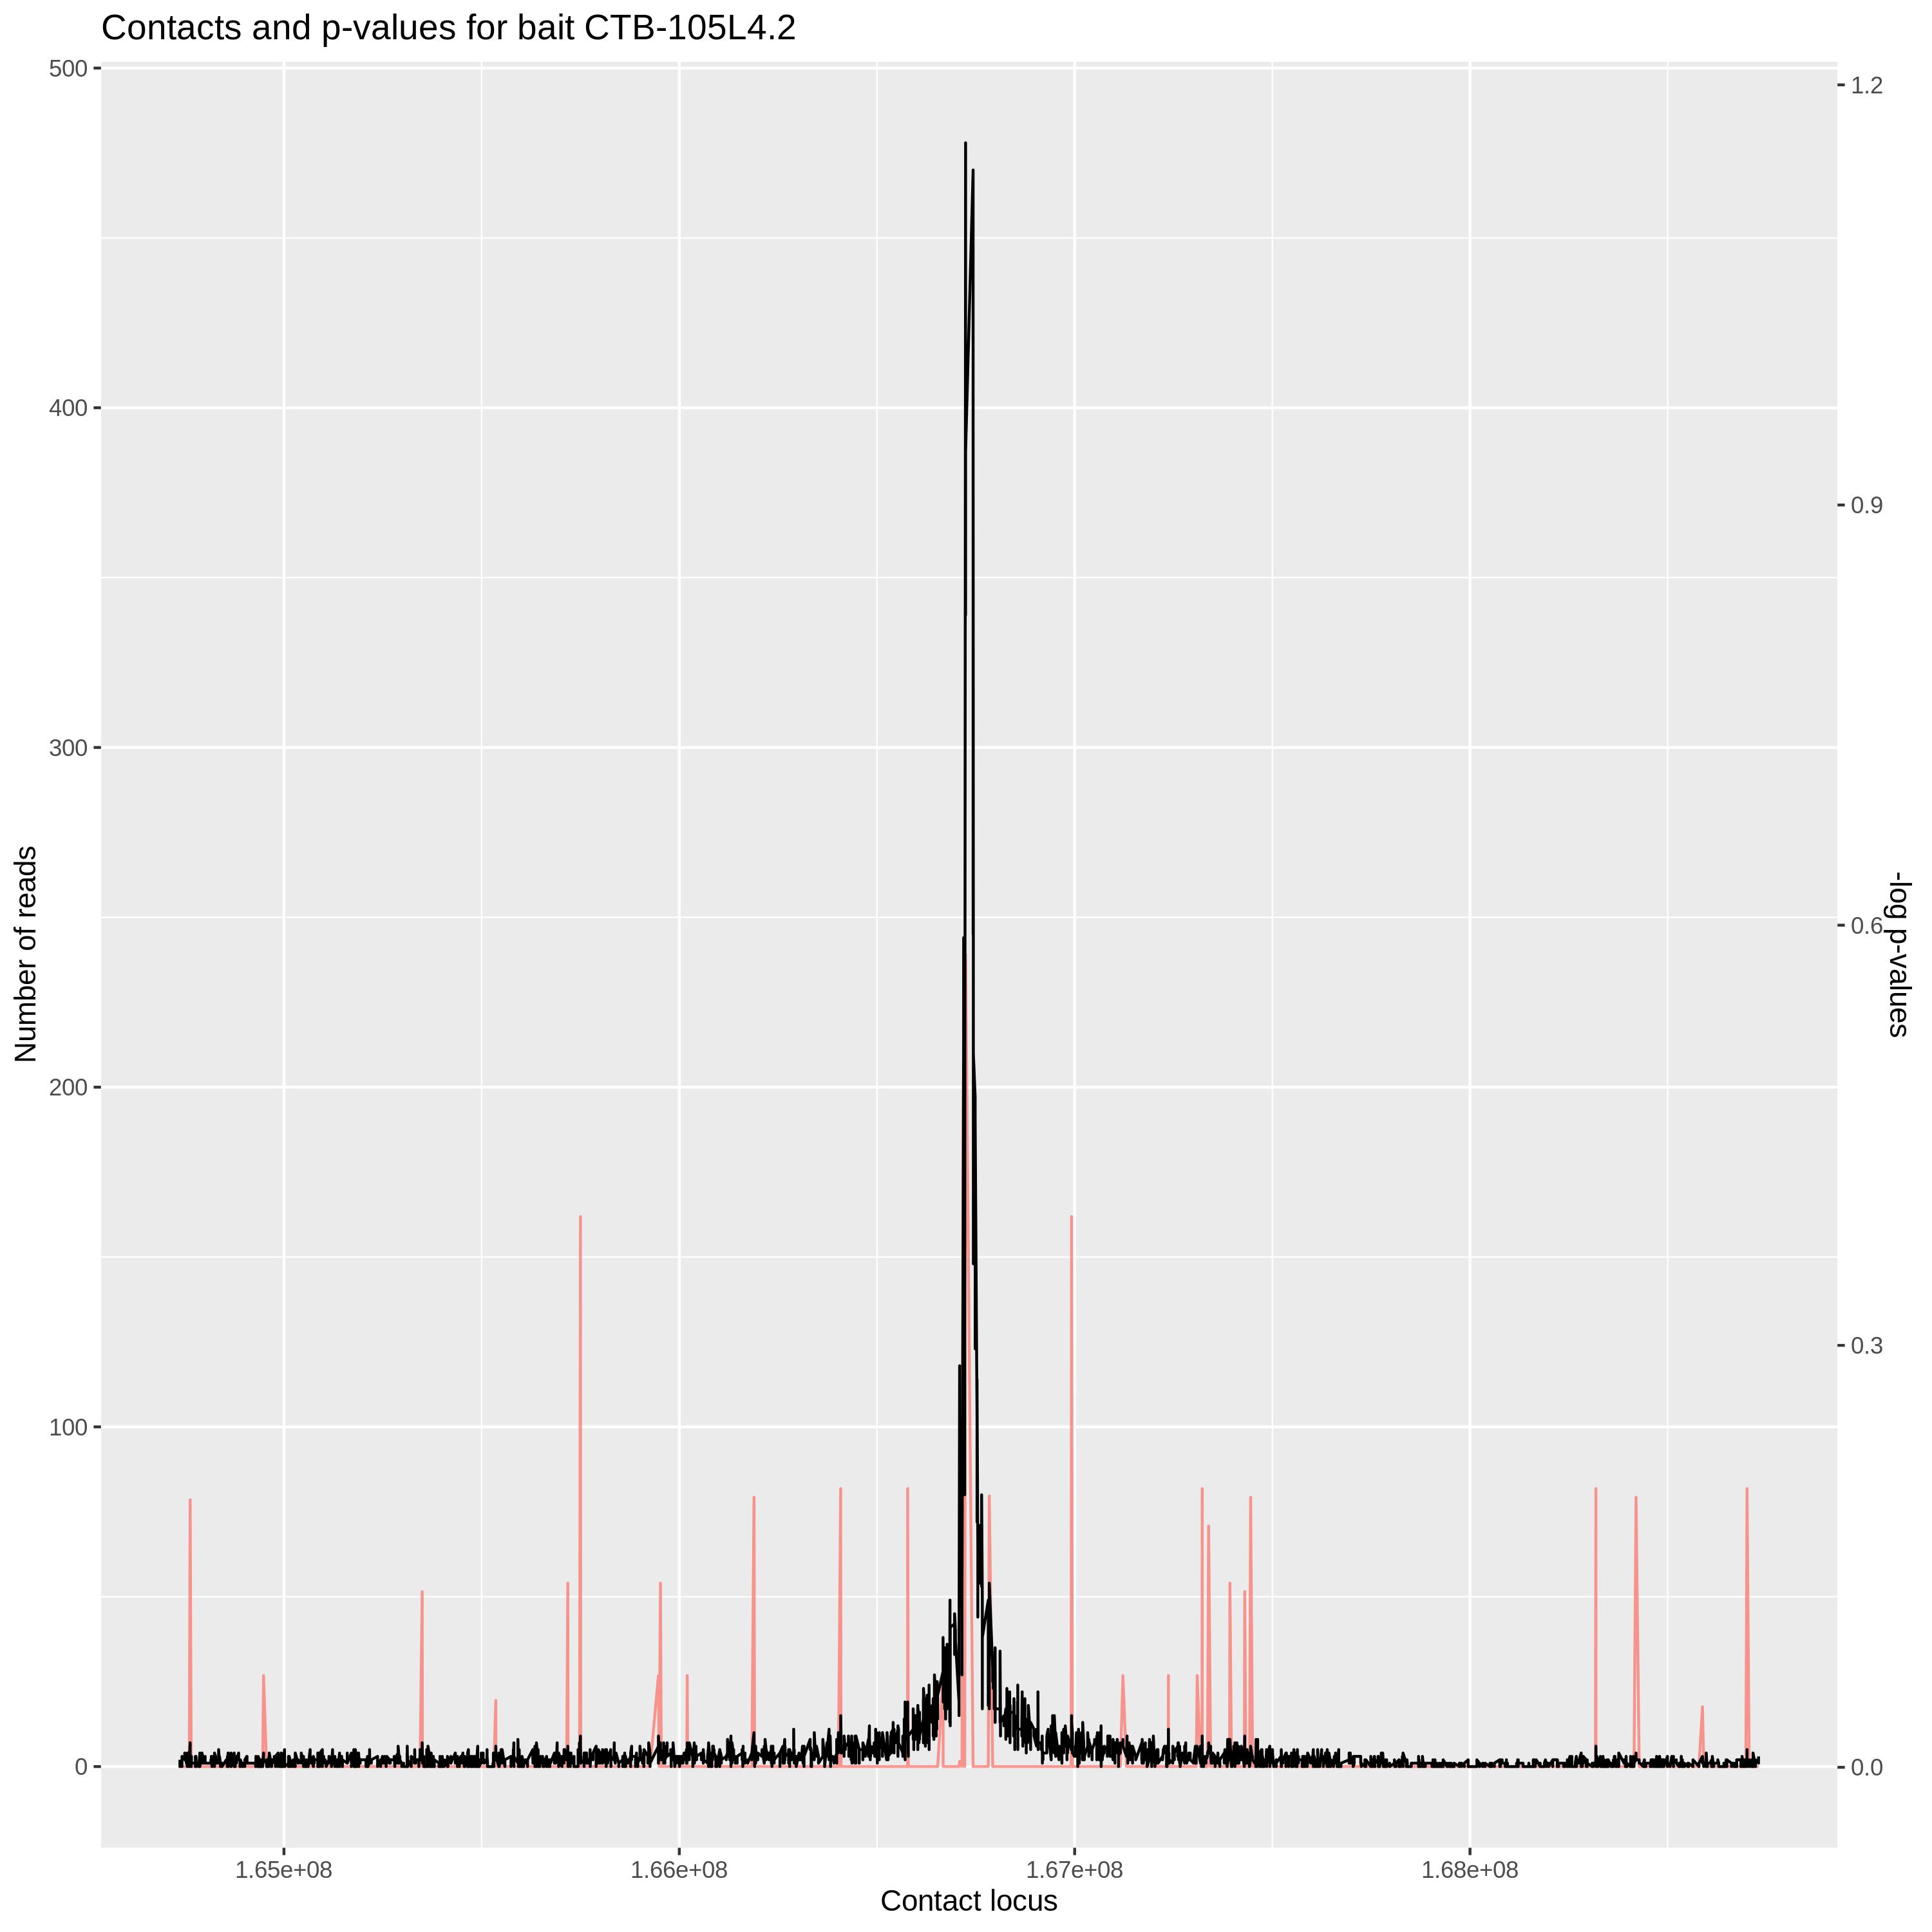 Contacts and p-values for bait CTB-105L4.2
500
400
300
200
100
0
Number of reads
1.2
0.9
0.6
0.3
0.0
-log p-values
1.65e+08
1.66e+08
1.67e+08
1.68e+08
Contact locus